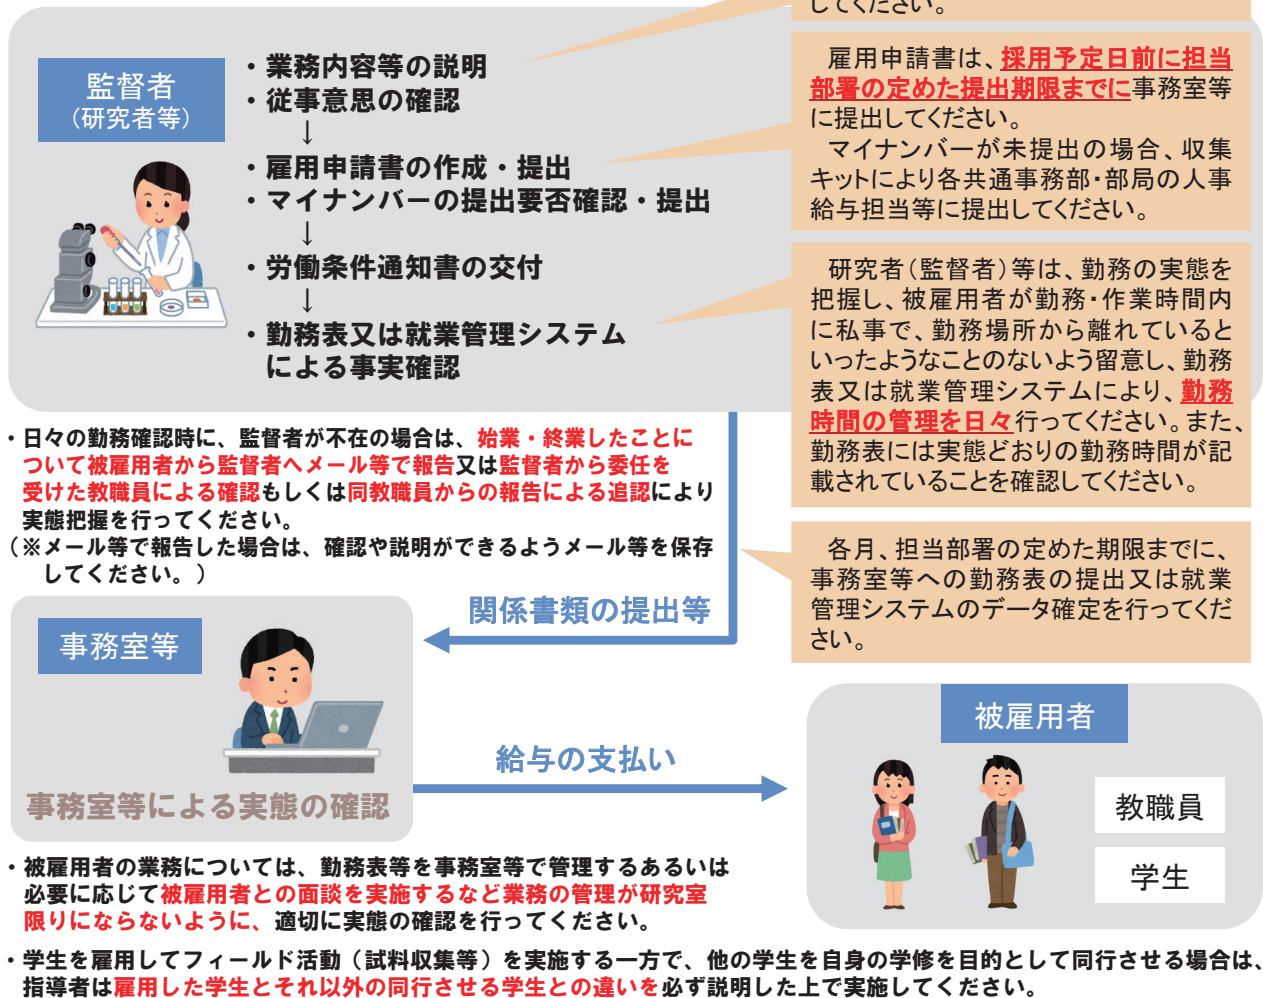 してください。
監督者
(研究者等)
・業務内容等の説明
・従事意思の確認
↓
・雇用申請書の作成・提出
・マイナンバーの提出要否確認・提出
↓
・労働条件通知書の交付
↓
・勤務表又は就業管理システム
による事実確認
雇用申請書は、採用予定日前に担当
部署の定めた提出期限までに事務室等
に提出してください。
マイナンバーが未提出の場合、収集
キットにより各共通事務部・部局の人事
給与担当等に提出してください。
研究者(監督者)等は、勤務の実態を
把握し、被雇用者が勤務・作業時間内
に私事で、勤務場所から離れていると
いったようなことのないよう留意し、勤務
表又は就業管理システムにより、勤務
時間の管理を日々行ってください。また、
勤務表には実態どおりの勤務時間が記
載されていることを確認してください。
・日々の勤務確認時に、監督者が不在の場合は、始業・終業したことに
ついて被雇用者から監督者へメール等で報告又は監督者から委任を
受けた教職員による確認もしくは同教職員からの報告による追認により
実態把握を行ってください。
(※メール等で報告した場合は、確認や説明ができるようメール等を保存
してください。)
各月、担当部署の定めた期限までに、
事務室等への勤務表の提出又は就業
管理システムのデータ確定を行ってくだ
さい。
関係書類の提出等
事務室等
事務室等による実態の確認
給与の支払い
被雇用者
教職員
学生
・被雇用者の業務については、勤務表等を事務室等で管理するあるいは
必要に応じて被雇用者との面談を実施するなど業務の管理が研究室
限りにならないように、適切に実態の確認を行ってください。
・学生を雇用してフィールド活動(試料収集等)を実施する一方で、他の学生を自身の学修を目的として同行させる場合は、
指導者は雇用した学生とそれ以外の同行させる学生との違いを必ず説明した上で実施してください。